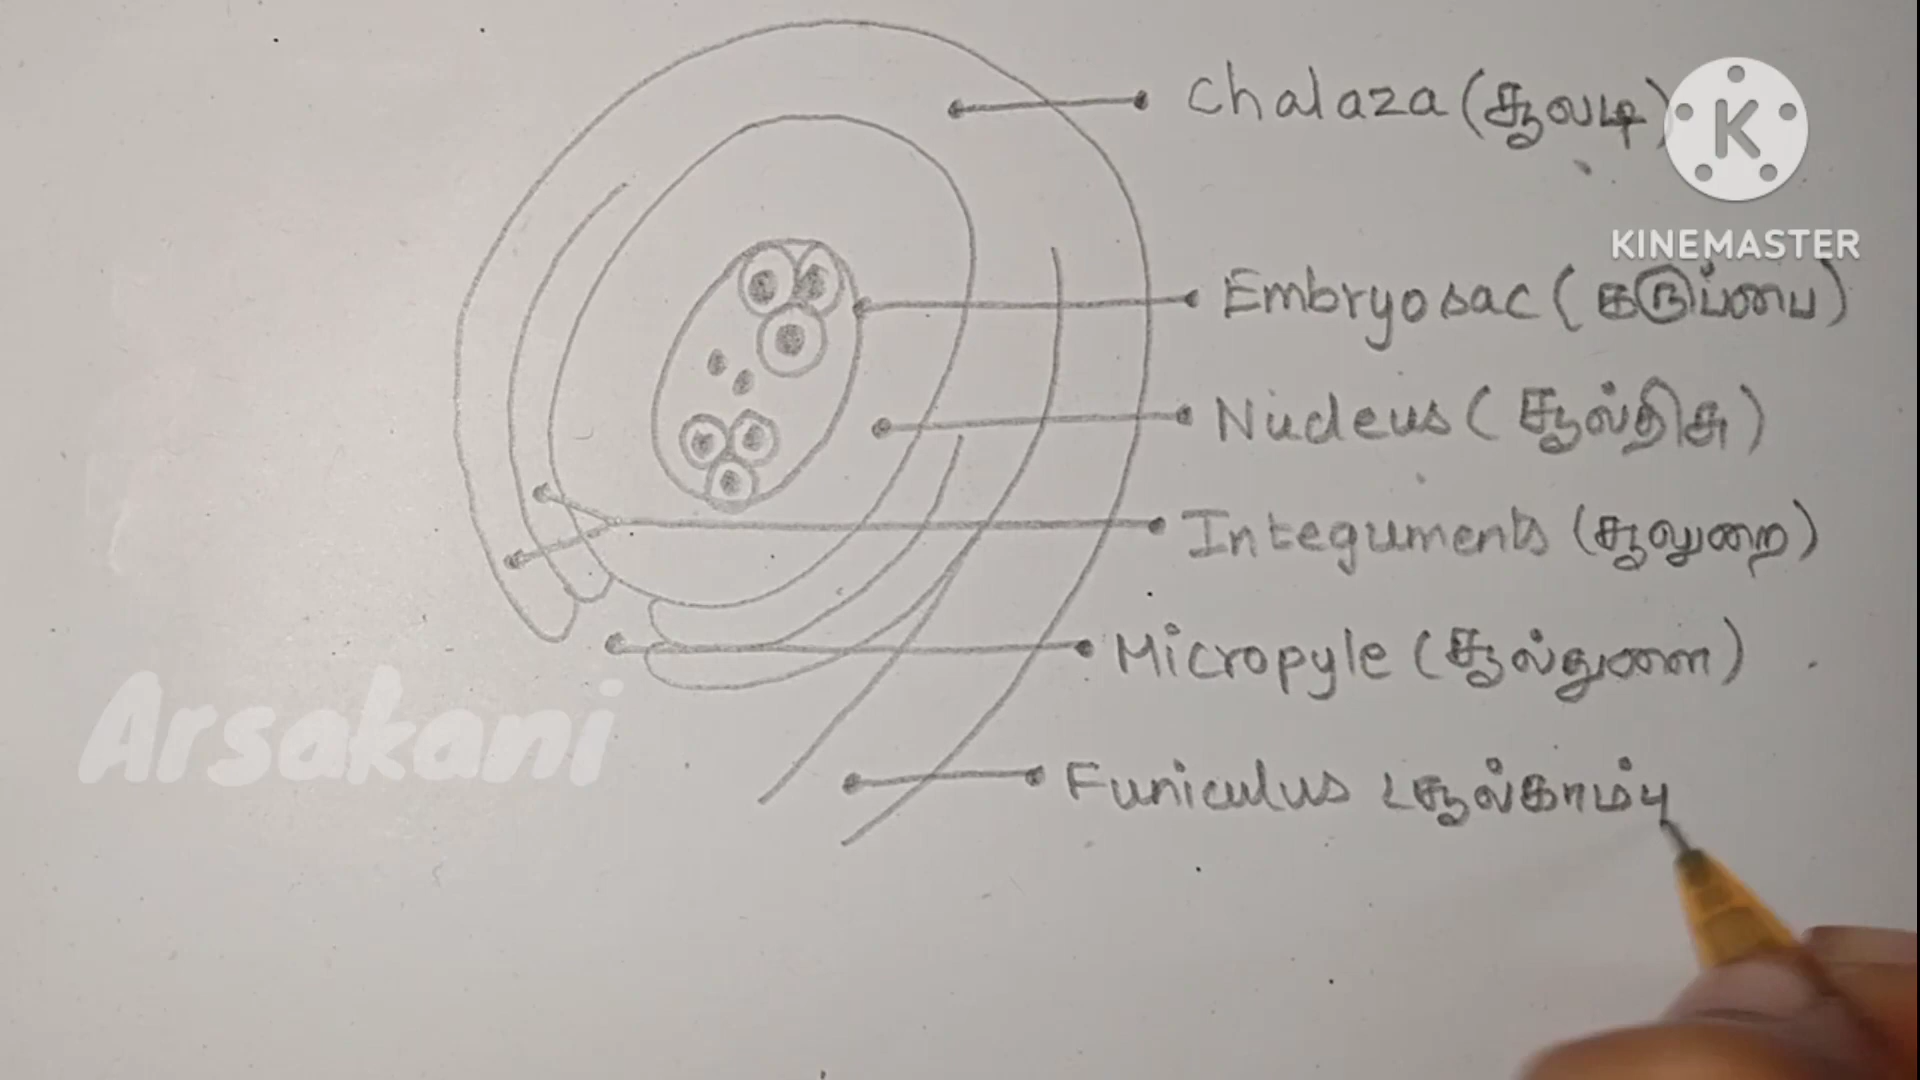 Chalaza (சூலடி)
KINEMASTER
Embryosac (கருப்பை)
Nucleus (சூல்திசு)
Integuments (சூலுறை)
Micropyle (சூல்துளை)
Arsakani
Funiculus (சூல்காம்பு